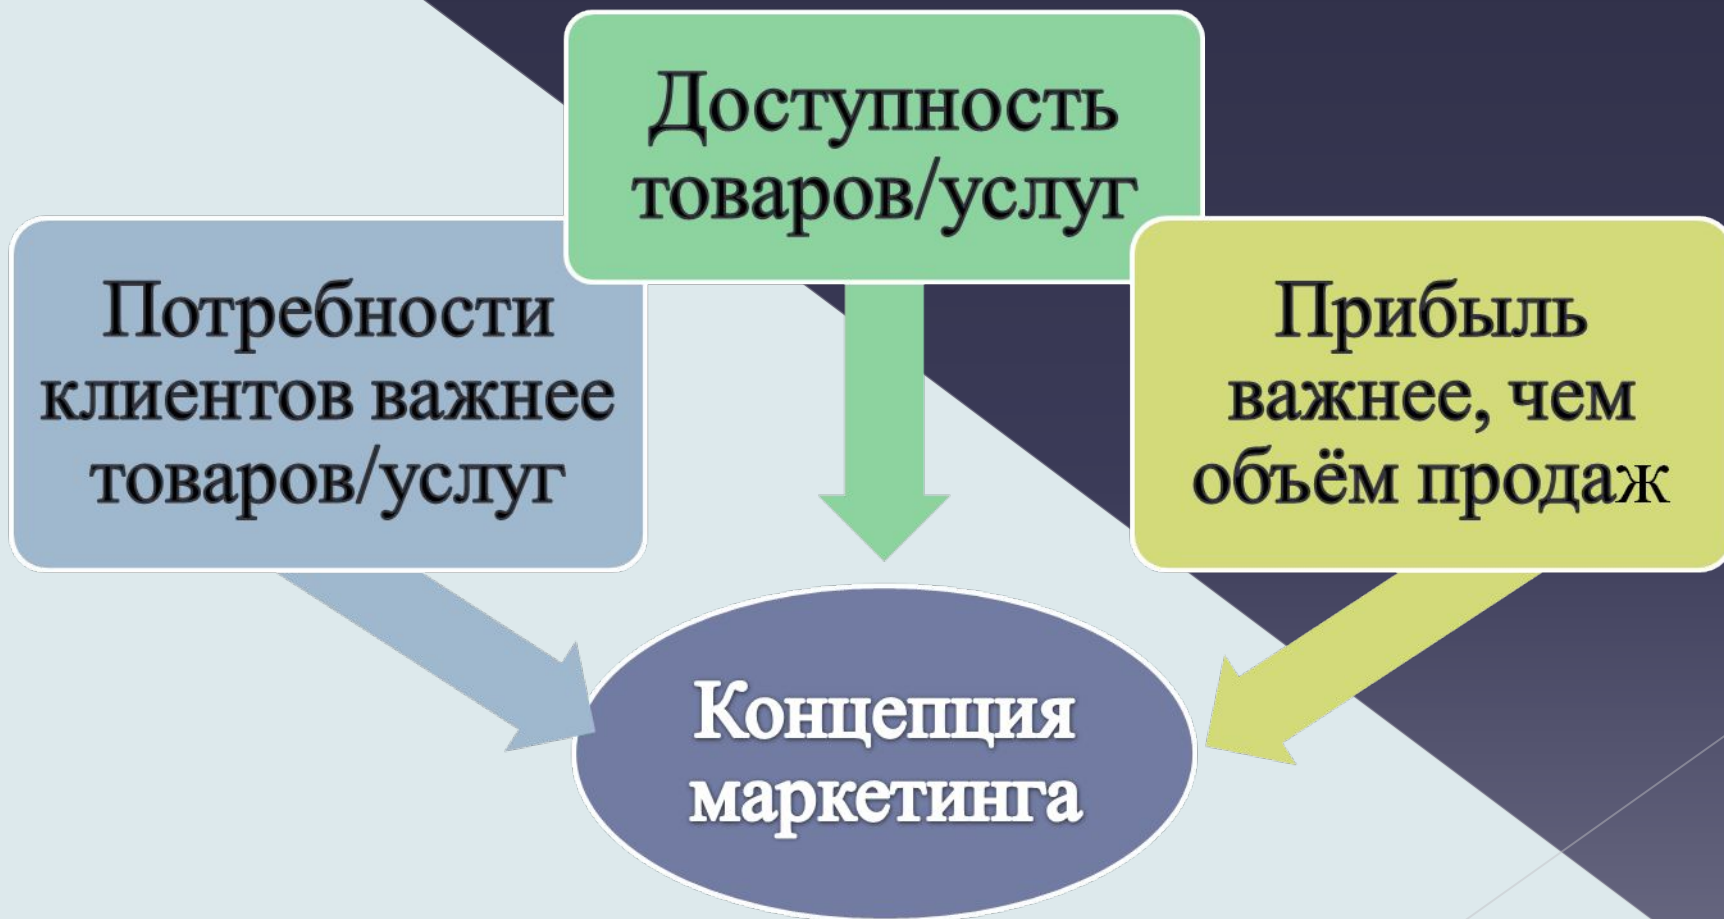 Доступность
товаров/услуг
Потребности
клиентов важнее
товаров/услуг
Прибыль
важнее, чем
объём продаж
Концепция
маркетинга